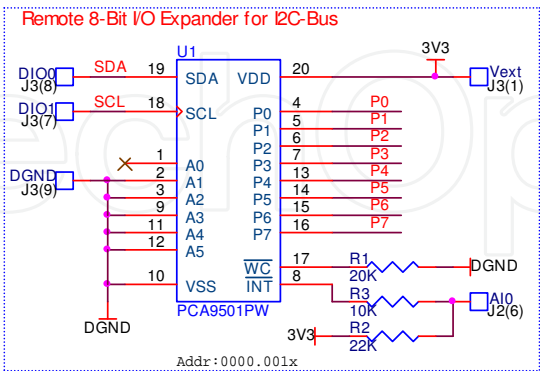 Remote 8-Bit I/O Expander for I2C-Bus
U1
3V3
DIO0 SDA 19 SDA VDD 20 Vext
J3(8) J3(1)
DIO1 SCL 18 SCL
J3(7)
P0 4 P0
P1 5 P1
P2 6 P2
1 A0 P3 7 P3
DGND 2 A1 P4 13 P4
J3(9) 3 A2 P5 14 P5
9 A3 P6 15 P6
11 A4 P7 16 P7
12 A5
WC 17 R1 DGND
20K
10 VSS INT 8 R3 AI0
10K J2(6)
PCA9501PW
DGND 3V3 R2
22K
Addr:0000.001x